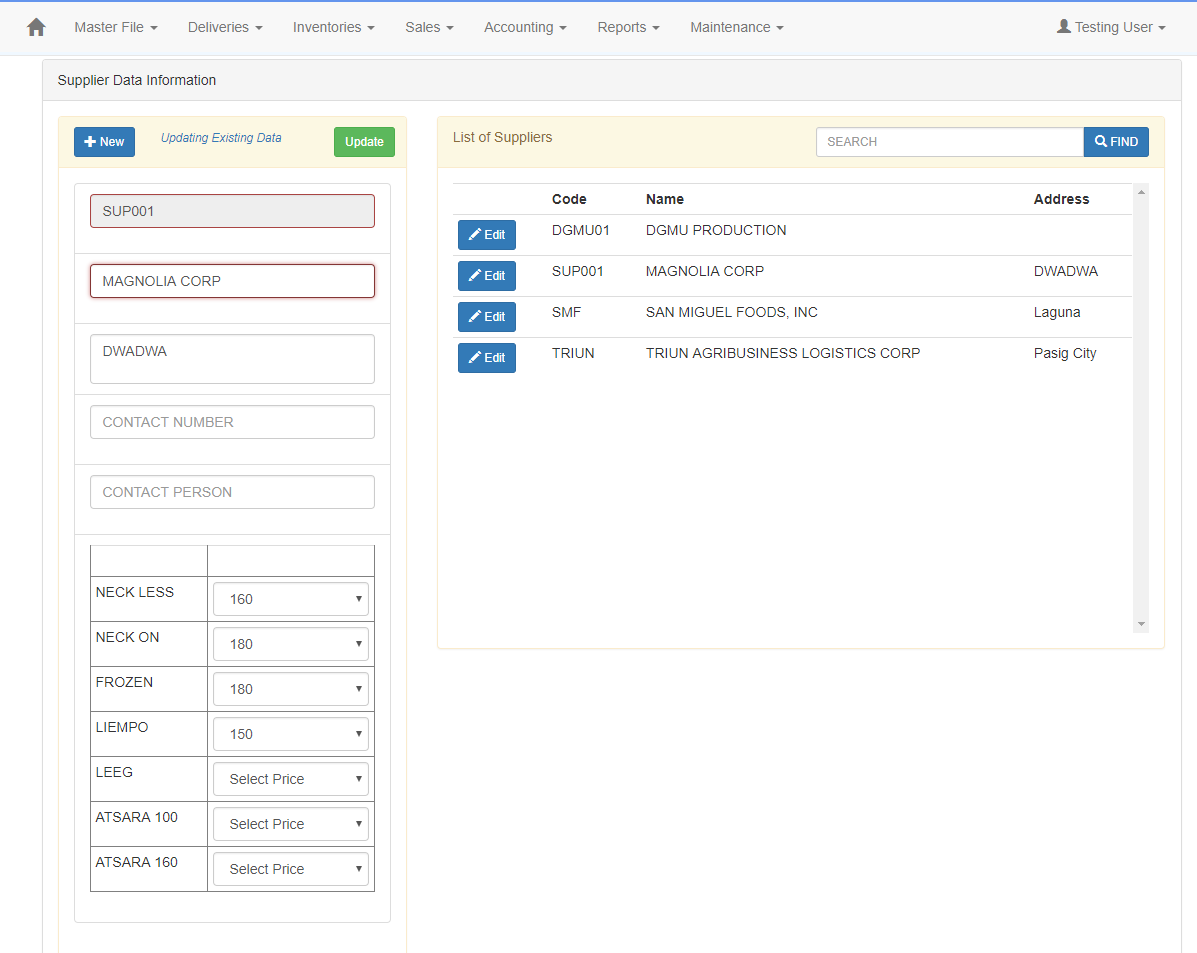 Master File Deliveries Inventories Sales Accounting Reports Maintenance Testing User
Supplier Data Information
New Updating Existing Data Update
SUP001
MAGNOLIA CORP
DWADWA
CONTACT NUMBER
CONTACT PERSON
NECK LESS 160
NECK ON 180
FROZEN 180
LIEMPO 150
LEEG Select Price
ATSARA 100 Select Price
ATSARA 160 Select Price
List of Suppliers SEARCH FIND
Code Name Address
Edit DGMU01 DGMU PRODUCTION
Edit SUP001 MAGNOLIA CORP DWADWA
Edit SMF SAN MIGUEL FOODS, INC Laguna
Edit TRIUN TRIUN AGRIBUSINESS LOGISTICS CORP Pasig City